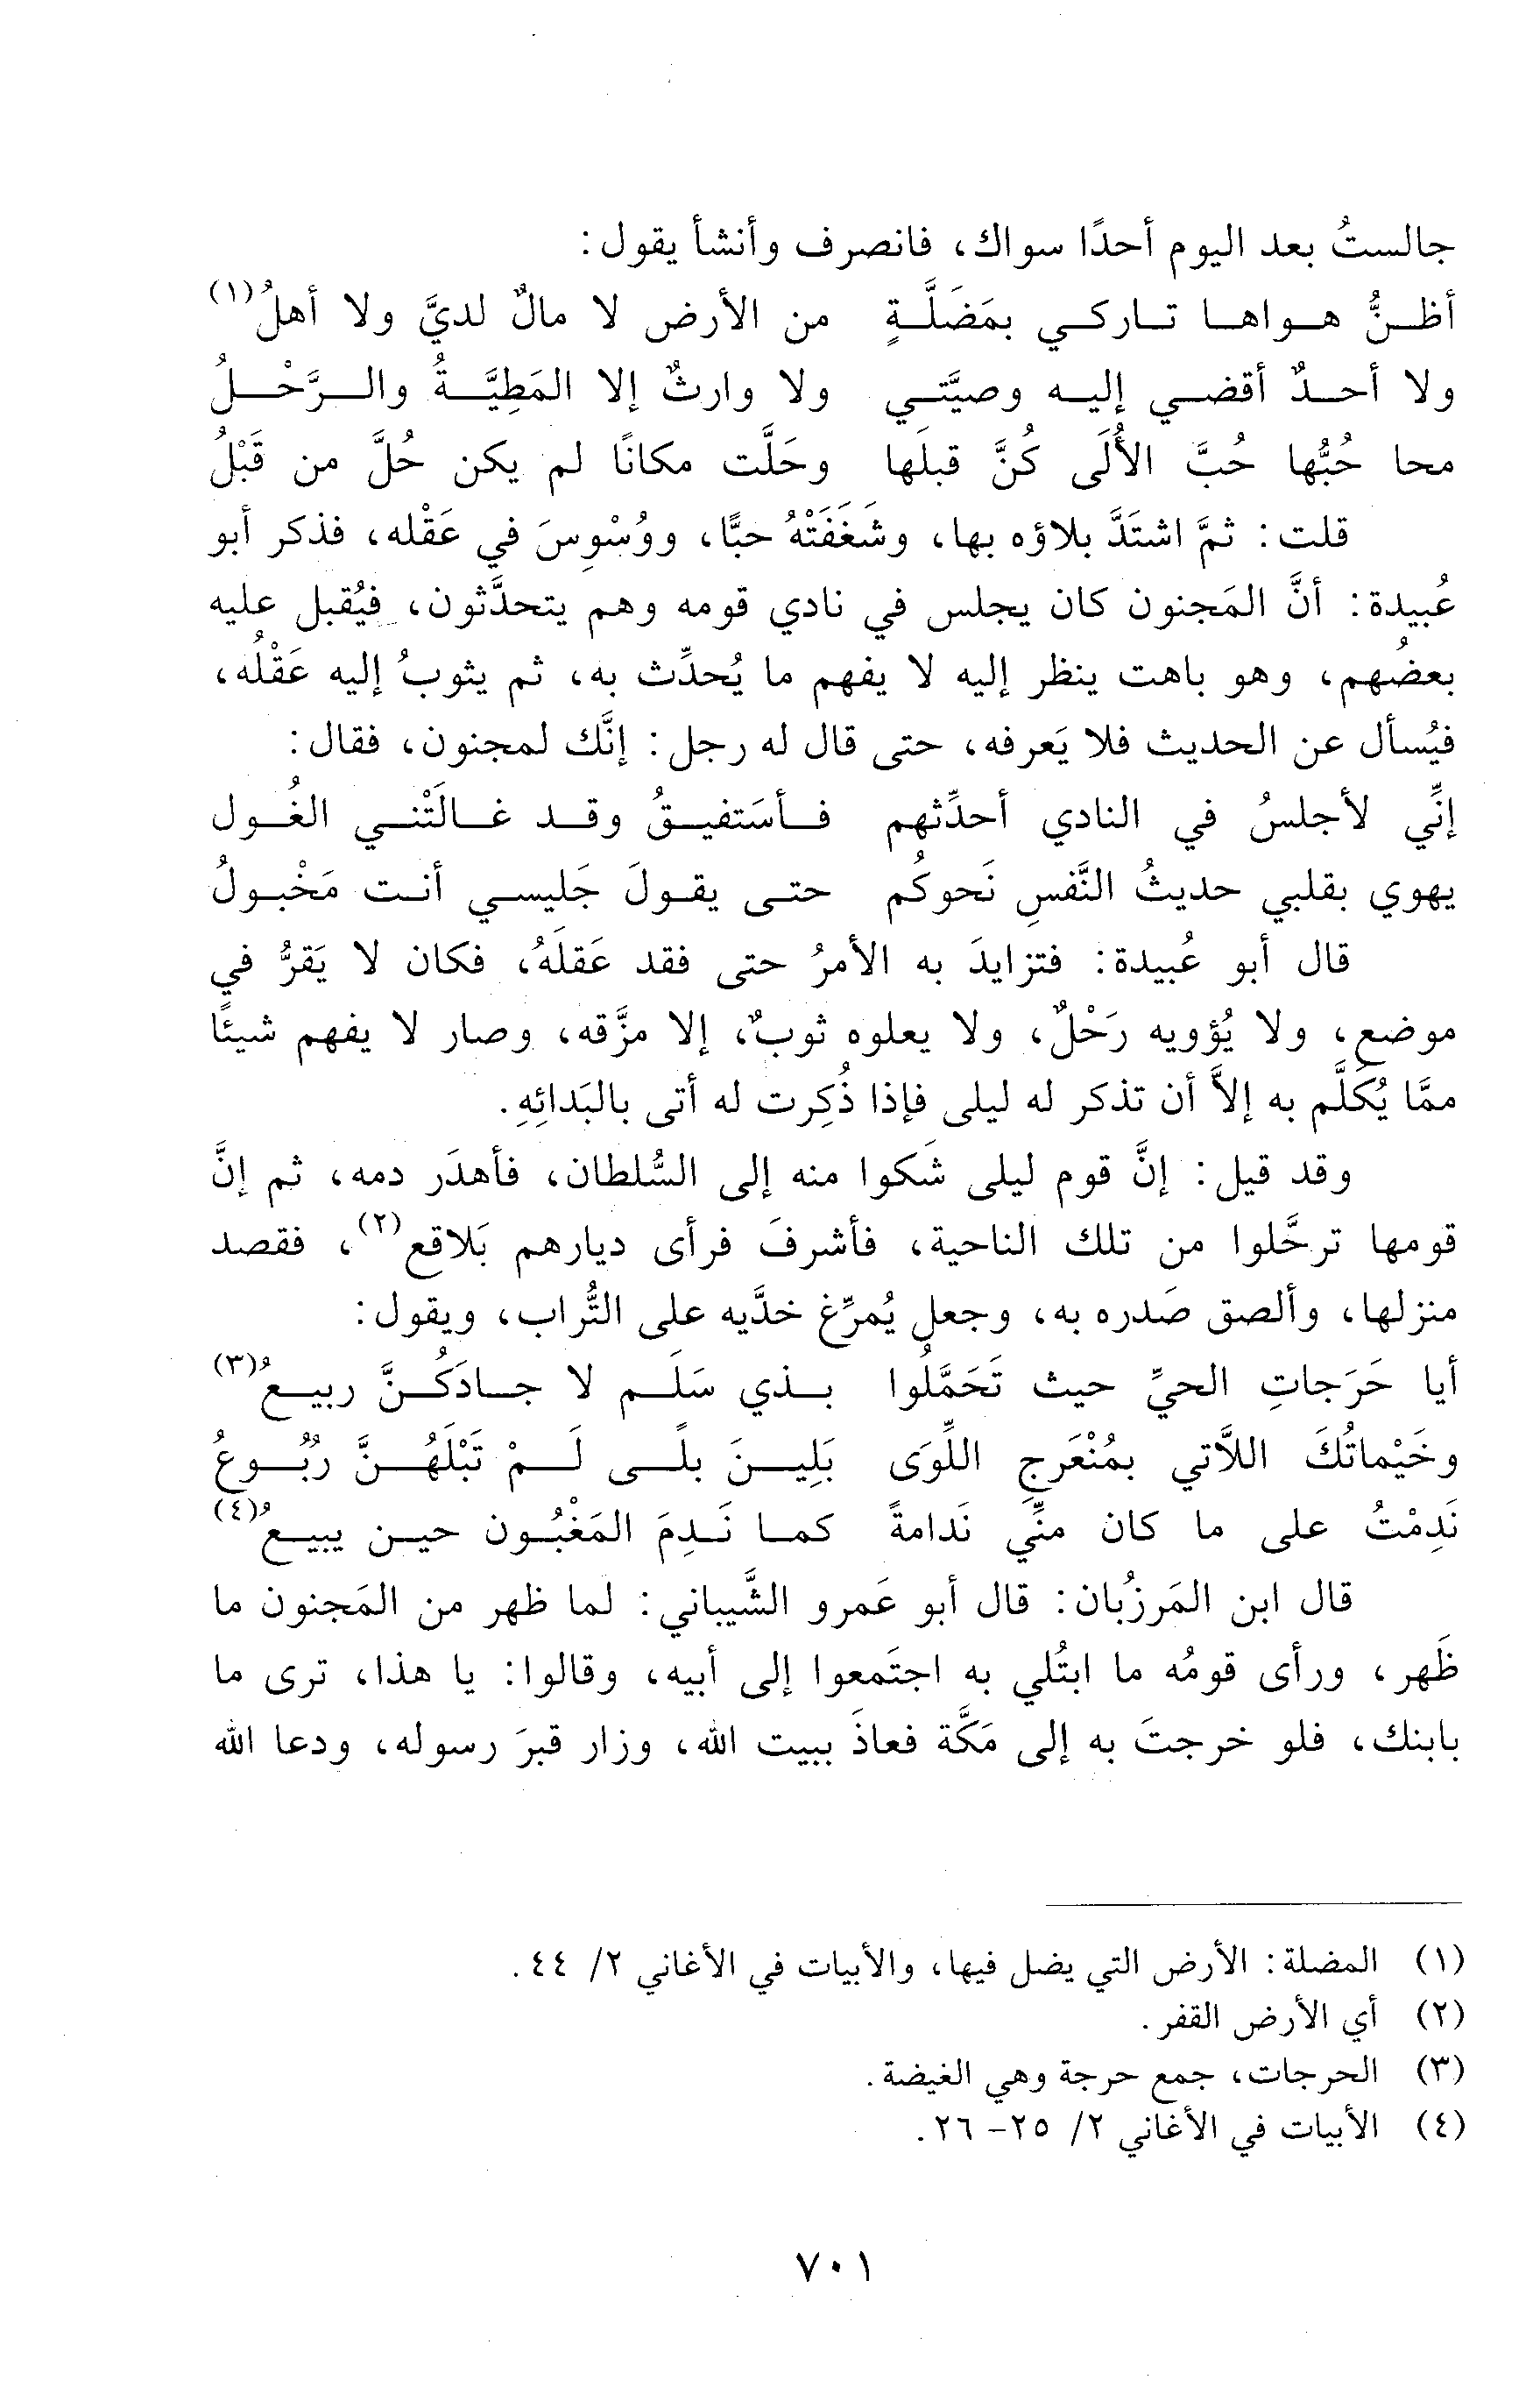 جالستُ بعد اليوم أحدًا سواك، فانصرف وأنشأ يقول:
أظنُّ هواها تاركي بمَضَلَّةٍ من الأرض لا مالٌ لديَّ ولا أهلُ(١)
ولا أحدٌ أقضي إليه وصيَّتي ولا وارثٌ إلا المَطِيَّةُ والرَّحْلُ
محا حُبُّها حُبَّ الأُلَى كُنَّ قبلَها وحَلَّت مكانًا لم يكن حُلَّ من قَبْلُ
قلت: ثمَّ اشتَدَّ بلاؤه بها، وشَغَفَتْهُ حبًّا، ووُسْوِسَ في عَقْله، فذكر أبو
عُبيدة: أنَّ المَجنون كان يجلس في نادي قومه وهم يتحدَّثون، فيُقبل عليه
بعضُهم، وهو باهت ينظر إليه لا يفهم ما يُحدِّث به، ثم يثوبُ إليه عَقْلُه،
فيُسأل عن الحديث فلا يَعرفه، حتى قال له رجل: إنَّك لمجنون، فقال:
إنِّي لأجلسُ في النادي أحدِّثهم فأسَتفيقُ وقد غالَتْني الغُول
يهوي بقلبي حديثُ النَّفسِ نَحوكُم حتى يقولَ جَليسي أنت مَخْبولُ
قال أبو عُبيدة: فتزايدَ به الأمرُ حتى فقد عَقلَهُ، فكان لا يَقرُّ في
موضع، ولا يُؤويه رَحْلٌ، ولا يعلوه ثوبٌ، إلا مزَّقه، وصار لا يفهم شيئًا
ممَّا يُكلَّم به إلاَّ أن تذكر له ليلى فإذا ذُكِرت له أتى بالبَدائِهِ.
وقد قيل: إنَّ قوم ليلى شَكوا منه إلى السُّلطان، فأهدَر دمه، ثم إنَّ
قومها ترحَّلوا من تلك الناحية، فأشرفَ فرأى ديارهم بَلاقع(٢)، فقصد
منزلها، وألصق صَدره به، وجعل يُمرِّغ خدَّيه على التُّراب، ويقول:
أيا حَرَجاتِ الحيِّ حيث تَحَمَّلُوا بذي سَلَم لا جادَكُنَّ ربيعُ(٣)
وخَيْماتُكَ اللاَّتي بمُنْعَرجِ اللِّوَى بَلِينَ بلًى لَمْ تَبْلَهُنَّ رُبُوعُ
نَدِمْتُ على ما كان منِّي نَدامةً كما نَدِمَ المَغْبُون حين يبيعُ(٤)
قال ابن المَرزُبان: قال أبو عَمرو الشَّيباني: لما ظهر من المَجنون ما
ظَهر، ورأى قومُه ما ابتُلي به اجتَمعوا إلى أبيه، وقالوا: يا هذا، ترى ما
بابنك، فلو خرجتَ به إلى مَكَّة فعاذَ ببيت الله، وزار قبرَ رسوله، ودعا الله
(١) المضلة: الأرض التي يضل فيها، والأبيات في الأغاني ٢/ ٤٤.
(٢) أي الأرض القفر.
(٣) الحرجات، جمع حرجة وهي الغيضة.
(٤) الأبيات في الأغاني ٢/ ٢٥-٢٦.
٧٠١